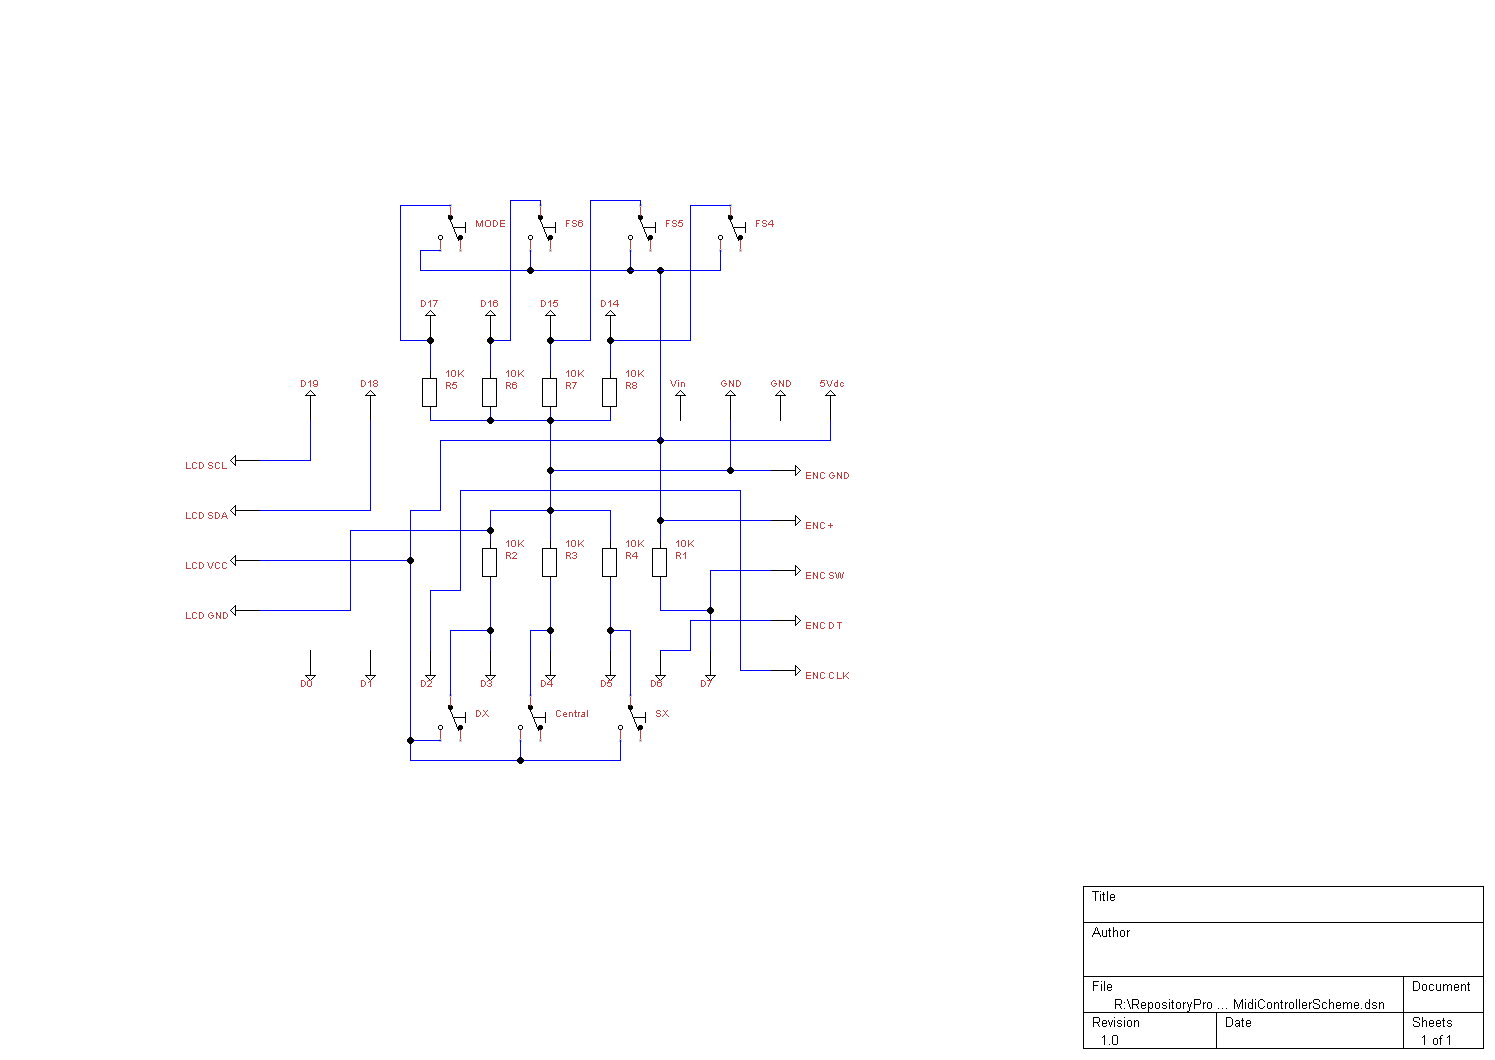 MODE FS6 FS5 FS4
D17 D16 D15 D14
10K 10K 10K 10K
R5 R6 R7 R8
D19 D18 Vin GND GND 5Vdc
LCD SCL
ENC GND
LCD SDA
ENC +
10K 10K 10K 10K
R2 R3 R4 R1
LCD VCC
ENC SW
LCD GND
ENC DT
ENC CLK
D0 D1 D2 D3 D4 D5 D6 D7
DX Central SX
Title
Author
File Document
R:\RepositoryPro ... MidiControllerScheme.dsn
Revision Date Sheets
1.0 1 of 1